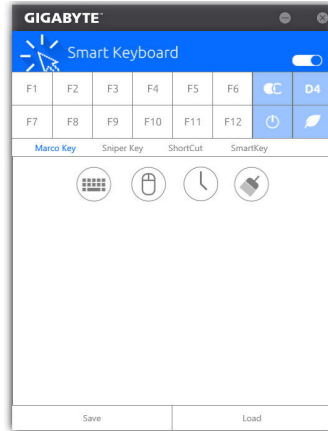 GIGABYTE™
Smart Keyboard
F1 F2 F3 F4 F5 F6 D4
F7 F8 F9 F10 F11 F12
Marco Key Sniper Key ShortCut SmartKey
Save Load